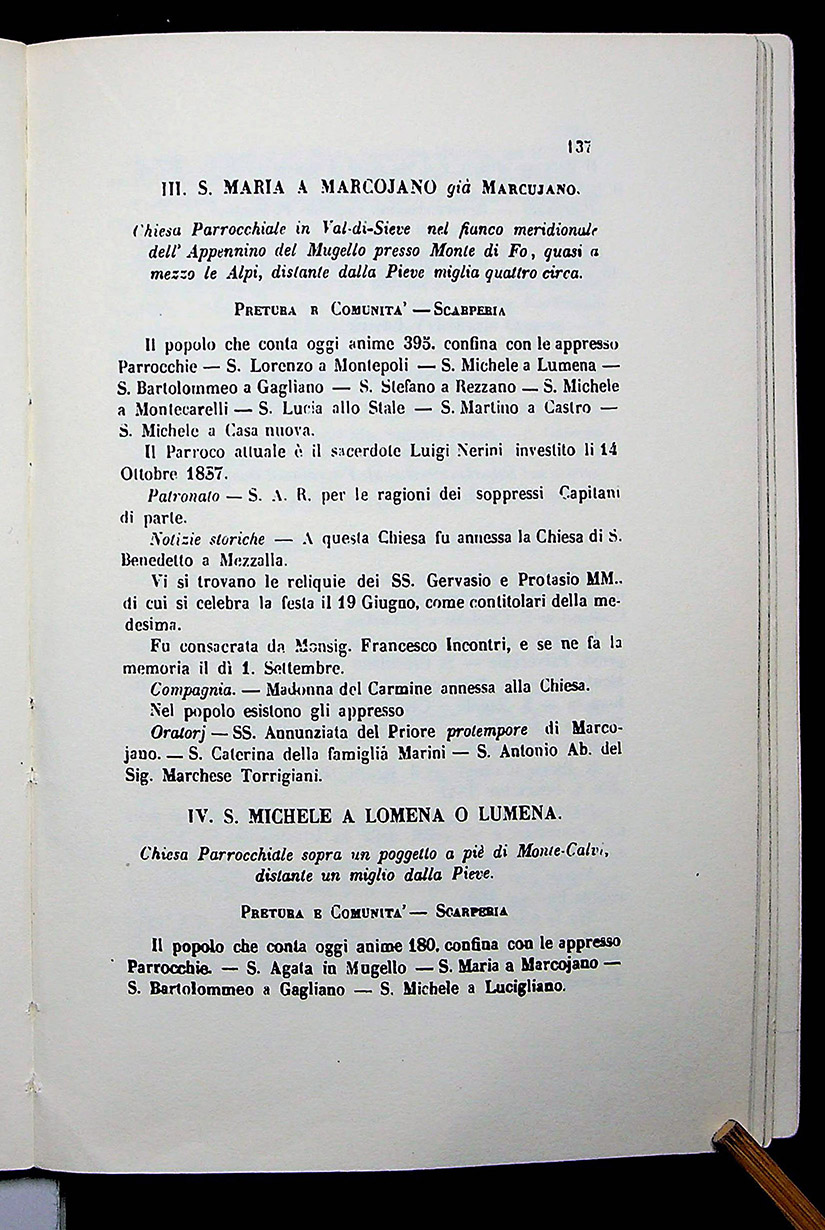 137
III. S. MARIA A MARCOJANO già MARCUJANO.
Chiesa Parrocchiale in Val-di-Sieve nel fianco meridionale
dell' Appennino del Mugello presso Monte di Fo, quasi a
mezzo le Alpi, distante dalla Pieve miglia quattro circa.
PRETURA E COMUNITA' — SCARPERIA
Il popolo che conta oggi anime 395. confina con le appresso
Parrocchie — S. Lorenzo a Montepoli — S. Michele a Lumena —
S. Bartolommeo a Gagliano — S. Stefano a Rezzano — S. Michele
a Montecarelli — S. Lucia allo Stale — S. Martino a Castro —
S. Michele a Casa nuova.
Il Parroco attuale è il sacerdote Luigi Nerini investito li 14
Ottobre 1837.
Patronato — S. A. R. per le ragioni dei soppressi Capitani
di parte.
Notizie storiche — A questa Chiesa fu annessa la Chiesa di S.
Benedetto a Mezzalla.
Vi si trovano le reliquie dei SS. Gervasio e Protasio MM..
di cui si celebra la festa il 19 Giugno, come contitolari della me-
desima.
Fu consacrata da Monsig. Francesco Incontri, e se ne fa la
memoria il dì 1. Settembre.
Compagnia. — Madonna del Carmine annessa alla Chiesa.
Nel popolo esistono gli appresso
Oratorj — SS. Annunziata del Priore protempore di Marco-
jano. — S. Caterina della famiglià Marini — S. Antonio Ab. del
Sig. Marchese Torrigiani.
IV. S. MICHELE A LOMENA O LUMENA.
Chiesa Parrocchiale sopra un poggetto a piè di Monte-Calvi,
distante un miglio dalla Pieve.
PRETURA E COMUNITA' — SCARPERIA
Il popolo che conta oggi anime 180. confina con le appresso
Parrocchie. — S. Agata in Mugello — S. Maria a Marcojano —
S. Bartolommeo a Gagliano — S. Michele a Lucigliano.